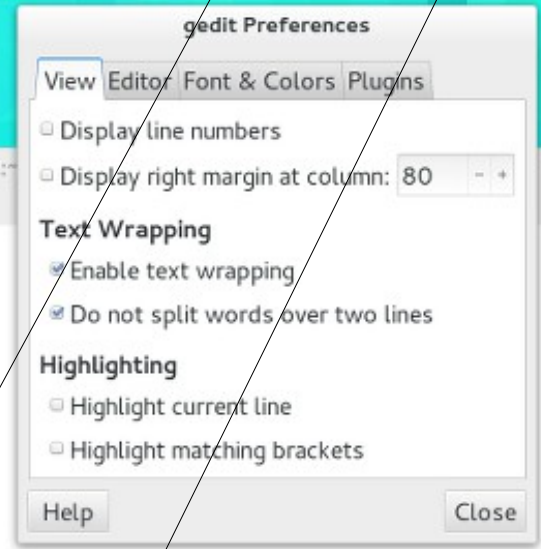 gedit Preferences
View Editor Font & Colors Plugins
Display line numbers
Display right margin at column: 80 - +
Text Wrapping
Enable text wrapping
Do not split words over two lines
Highlighting
Highlight current line
Highlight matching brackets
Help Close